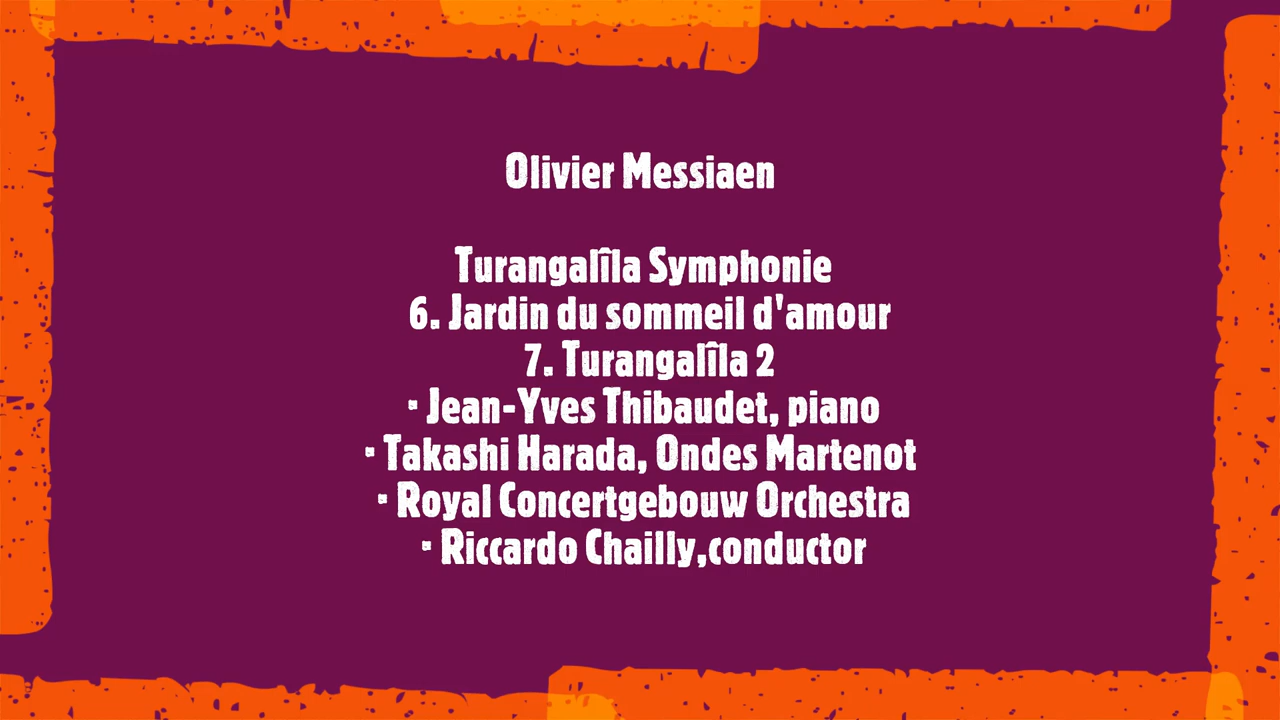 Olivier Messiaen
Turangalîla Symphonie
6. Jardin du sommeil d'amour
7. Turangalîla 2
• Jean-Yves Thibaudet, piano
• Takashi Harada, Ondes Martenot
• Royal Concertgebouw Orchestra
• Riccardo Chailly,conductor